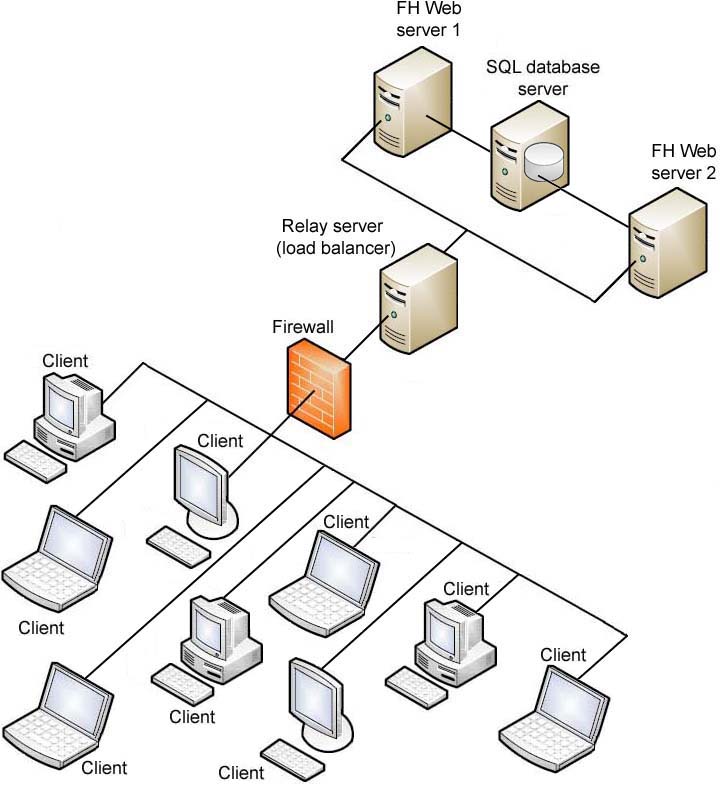 FH Web
server 1
SQL database
server
FH Web
server 2
Relay server
(load balancer)
Firewall
Client
Client
Client
Client
Client
Client
Client
Client
Client